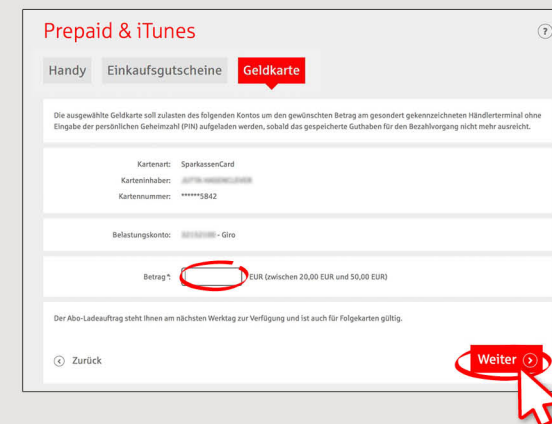 Prepaid & iTunes
?
Handy Einkaufsgutscheine Geldkarte
Die ausgewählte Geldkarte soll zulasten des folgenden Kontos um den gewünschten Betrag am gesondert gekennzeichneten Händlerterminal ohne
Eingabe der persönlichen Geheimzahl (PIN) aufgeladen werden, sobald das gespeicherte Guthaben für den Bezahlvorgang nicht mehr ausreicht.
Kartenart: SparkassenCard
Karteninhaber:
Kartennummer: ******5842
Belastungskonto: - Giro
Betrag*: EUR (zwischen 20,00 EUR und 50,00 EUR)
Der Abo-Ladeauftrag steht Ihnen am nächsten Werktag zur Verfügung und ist auch für Folgekarten gültig.
Zurück Weiter